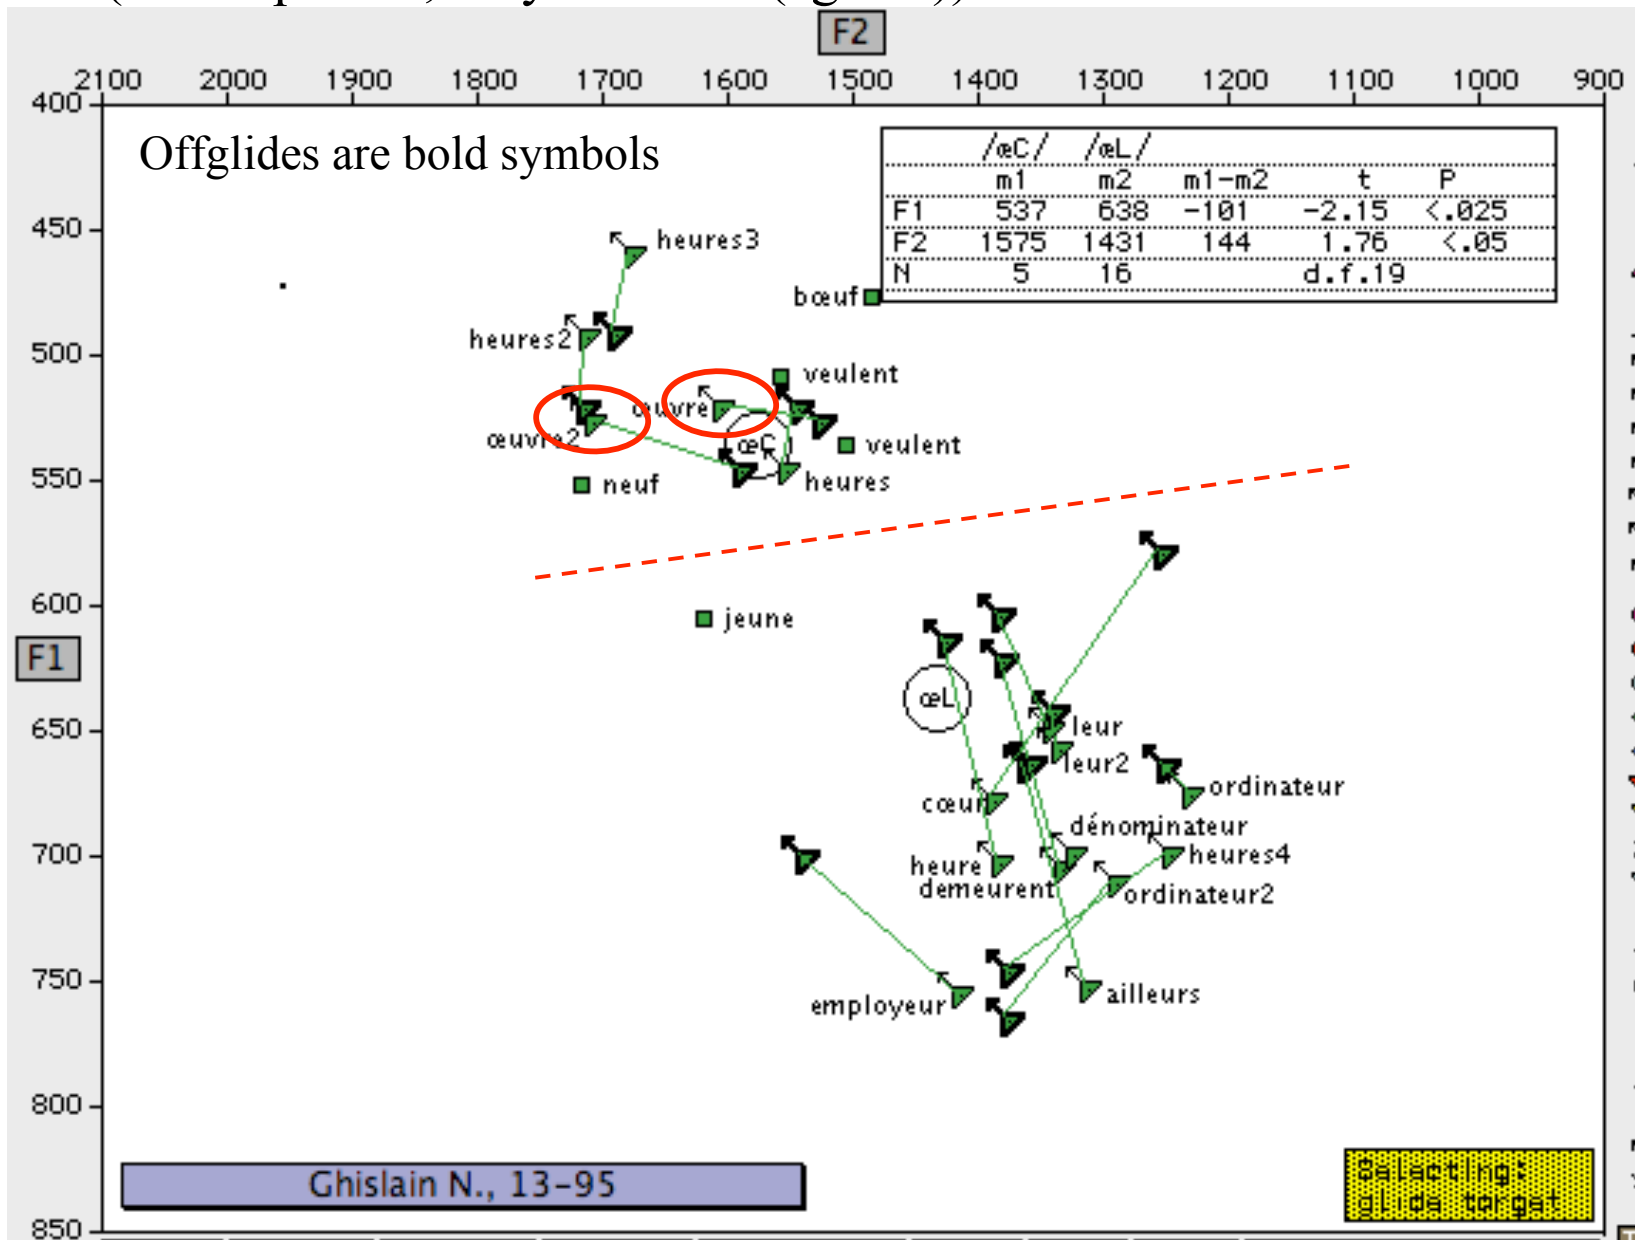 F2
2100 2000 1900 1800 1700 1600 1500 1400 1300 1200 1100 1000 900
400
Offglides are bold symbols
/œC/ /œL/
m1 m2 m1-m2 t P
F1 537 638 -101 -2.15 <.025
F2 1575 1431 144 1.76 <.05
N 5 16 d.f.19
450
heures3
bœuf
heures2
500
veulent
œuvre
œuvre2
œC
veulent
neuf
heures
550
600
jeune
F1
œL
650
leur
leur2
ordinateur
cœur
dénominateur
700
heure
heures4
demeurent
ordinateur2
750
employeur
ailleurs
800
Ghislain N., 13-95
Selecting:
glide target
850